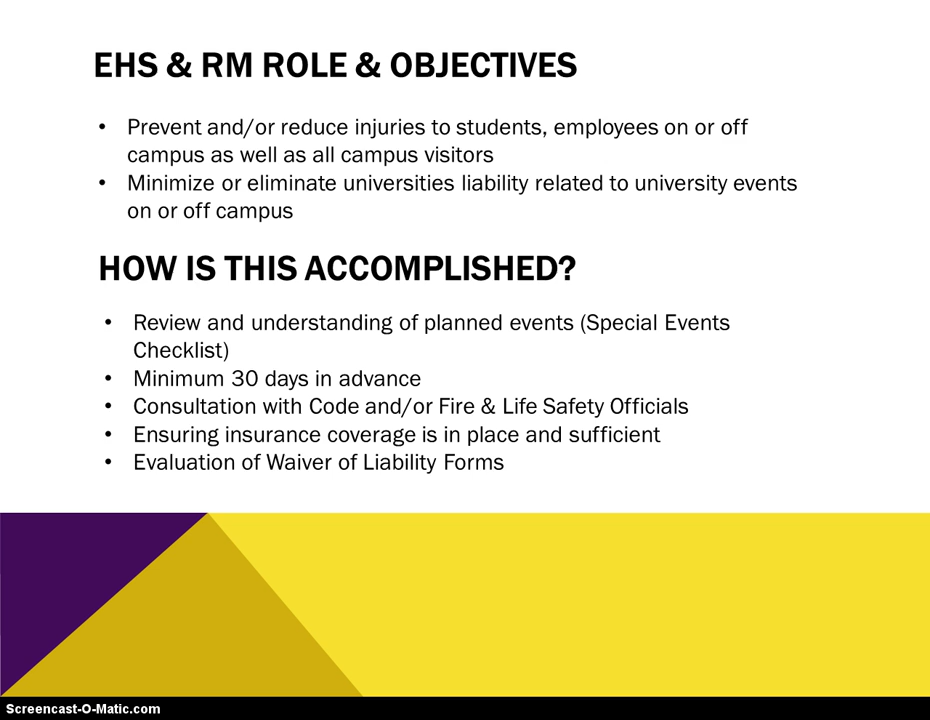 EHS & RM ROLE & OBJECTIVES
• Prevent and/or reduce injuries to students, employees on or off
campus as well as all campus visitors
• Minimize or eliminate universities liability related to university events
on or off campus
HOW IS THIS ACCOMPLISHED?
• Review and understanding of planned events (Special Events
Checklist)
• Minimum 30 days in advance
• Consultation with Code and/or Fire & Life Safety Officials
• Ensuring insurance coverage is in place and sufficient
• Evaluation of Waiver of Liability Forms
Screencast-O-Matic.com